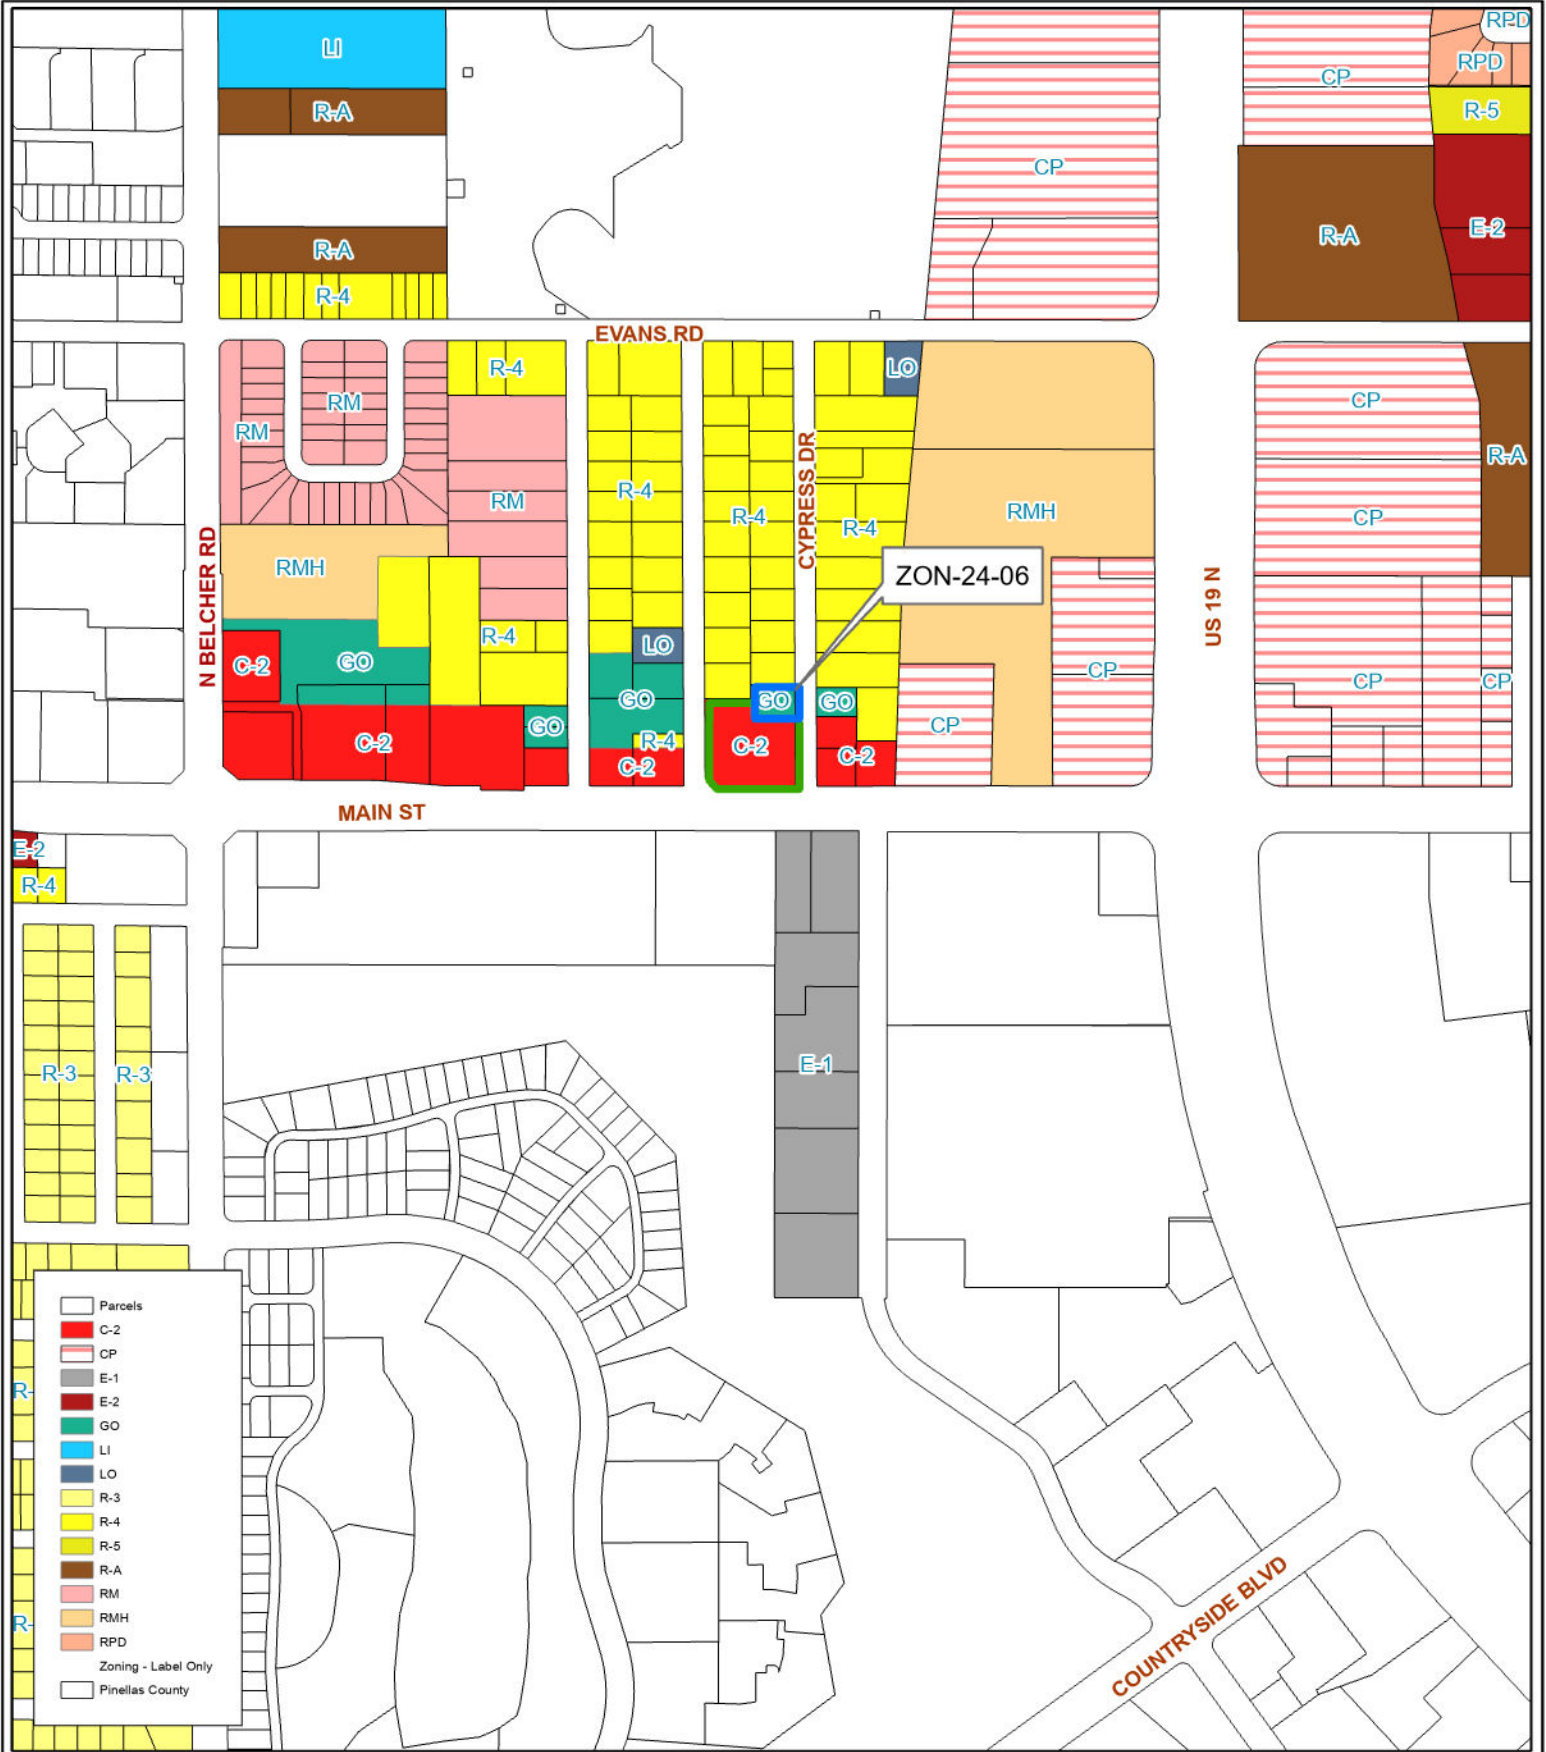 LI
RPD
RPD
CP
R-A
R-5
CP
R-A
E-2
R-A
R-4
EVANS RD
R-4
LO
RM
RM
CP
R-A
R-4
RM
R-4
R-4
RMH
CP
CYPRESS DR
N BELCHER RD
RMH
ZON-24-06
US 19 N
R-4
LO
C-2
GO
CP
CP
CP
GO
GO
GO
CP
GO
R-4
C-2
C-2
C-2
C-2
MAIN ST
E-2
R-4
E-1
R-3
R-3
Parcels
C-2
CP
E-1
E-2
GO
LI
LO
R-3
R-4
R-5
R-A
RM
RMH
RPD
Zoning - Label Only
Pinellas County
R-
R-
COUNTRYSIDE BLVD